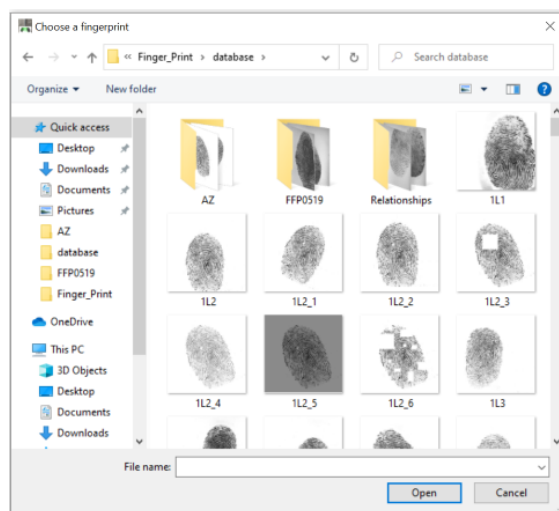 Choose a fingerprint
« Finger_Print › database ›
Search database
Organize
New folder
Quick access
Desktop
Downloads
Documents
Pictures
AZ
database
FFP0519
Finger_Print
OneDrive
This PC
3D Objects
Desktop
Documents
Downloads
AZ FFP0519 Relationships 1L1
1L2 1L2_1 1L2_2 1L2_3
1L2_4 1L2_5 1L2_6 1L3
File name:
Open Cancel